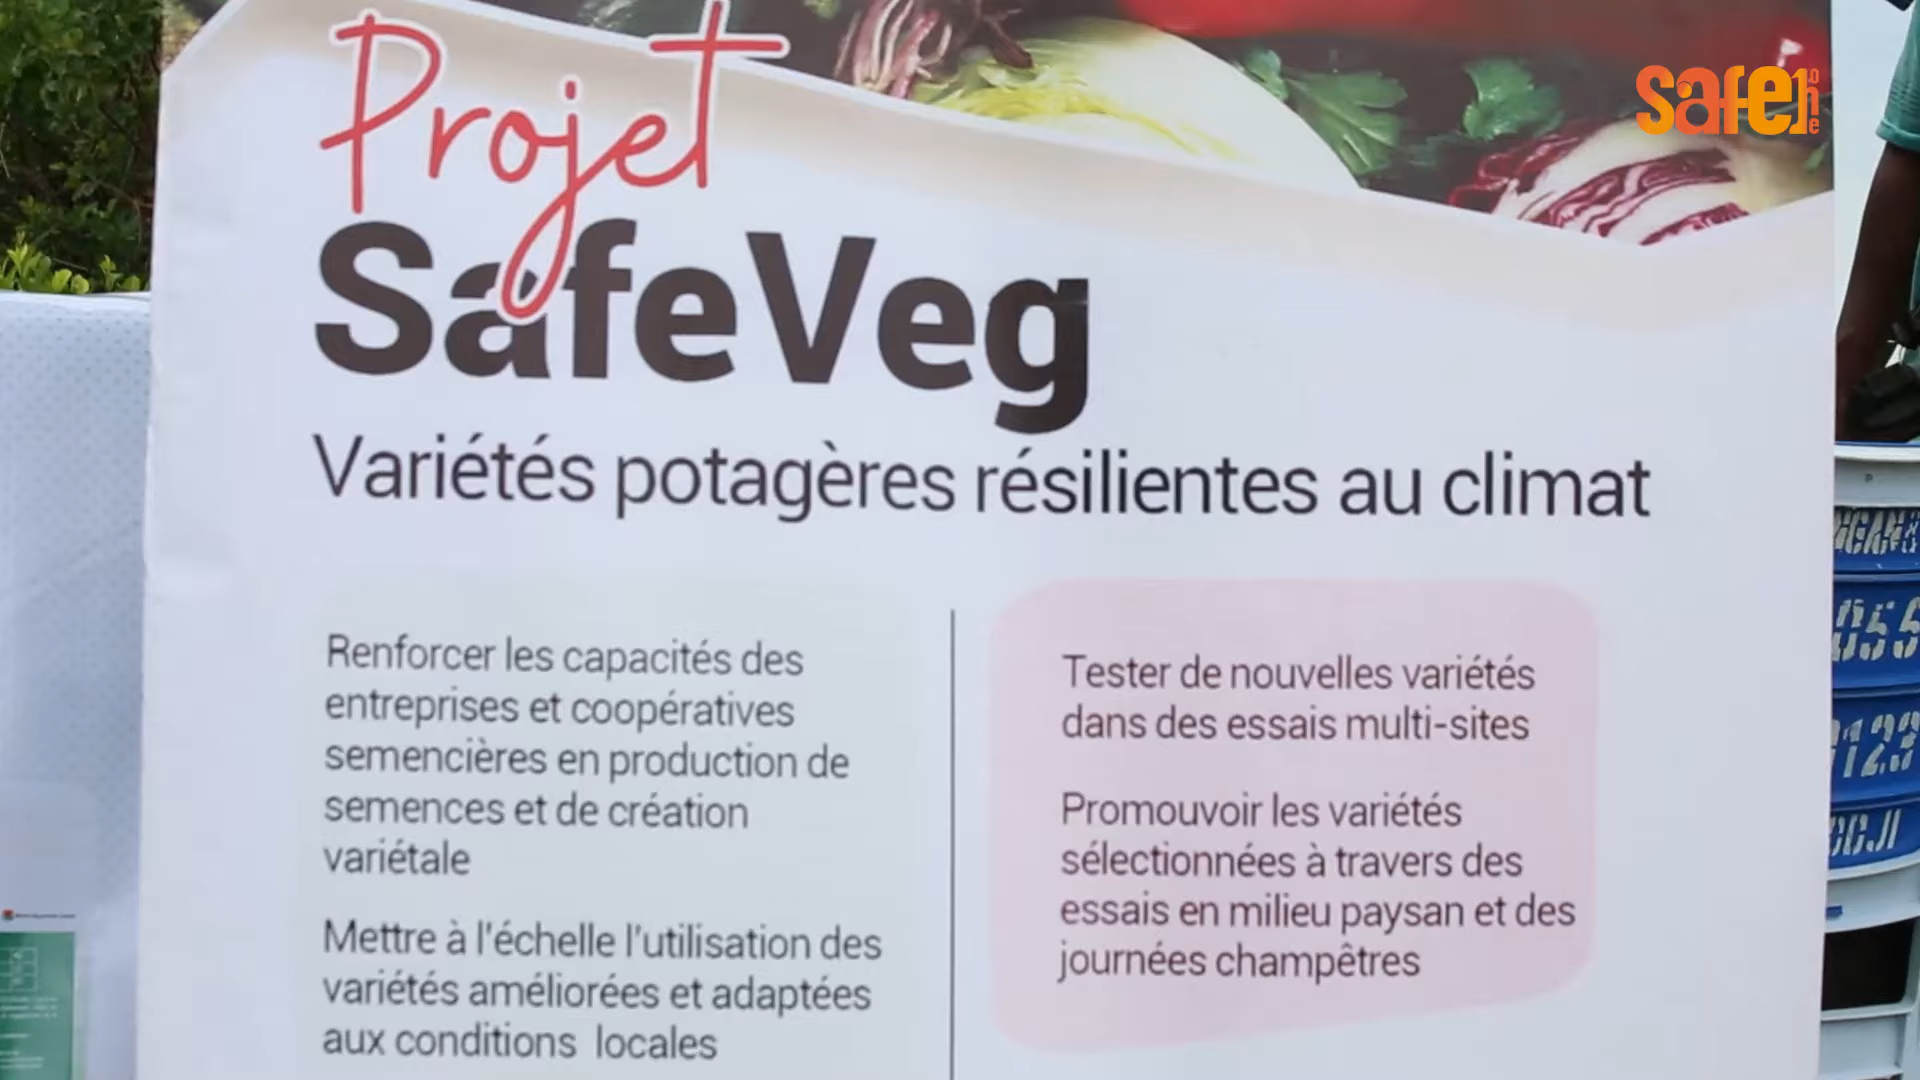 Projet
SafeVeg
Variétés potagères résilientes au climat
Renforcer les capacités des
entreprises et coopératives
semencières en production de
semences et de création
variétale
Mettre à l'échelle l'utilisation des
variétés améliorées et adaptées
aux conditions locales
Tester de nouvelles variétés
dans des essais multi-sites
Promouvoir les variétés
sélectionnées à travers des
essais en milieu paysan et des
journées champêtres
safe1one
123